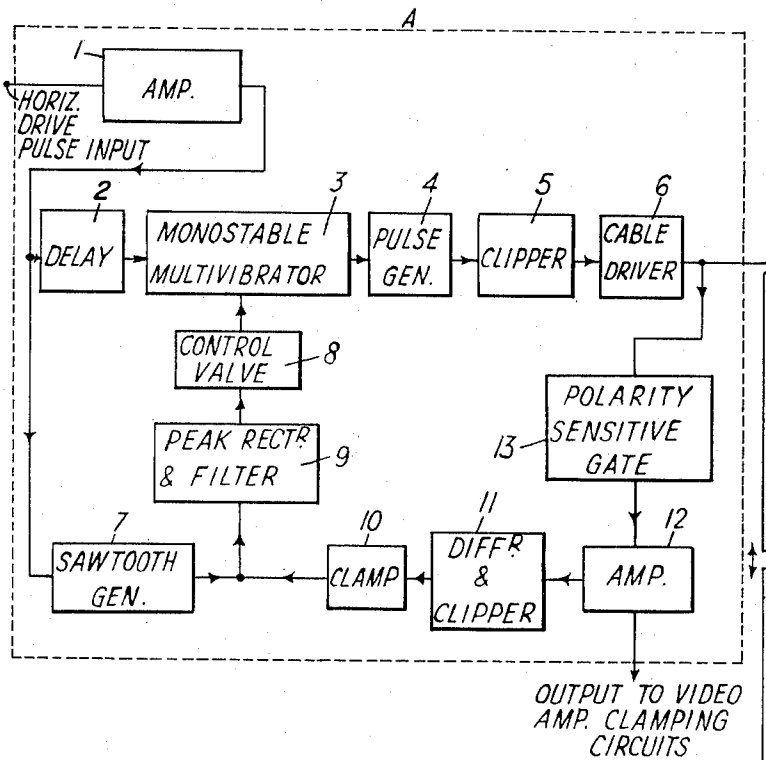 A
1
AMP.
HORIZ.
DRIVE
PULSE INPUT
2
DELAY
3
MONOSTABLE
MULTIVIBRATOR
4
PULSE
GEN.
5
CLIPPER
6
CABLE
DRIVER
CONTROL
VALVE
8
PEAK RECTR.
& FILTER
9
POLARITY
SENSITIVE
GATE
13
7
SAWTOOTH
GEN.
10
CLAMP
11
DIFFR.
&
CLIPPER
12
AMP.
OUTPUT TO VIDEO
AMP. CLAMPING
CIRCUITS